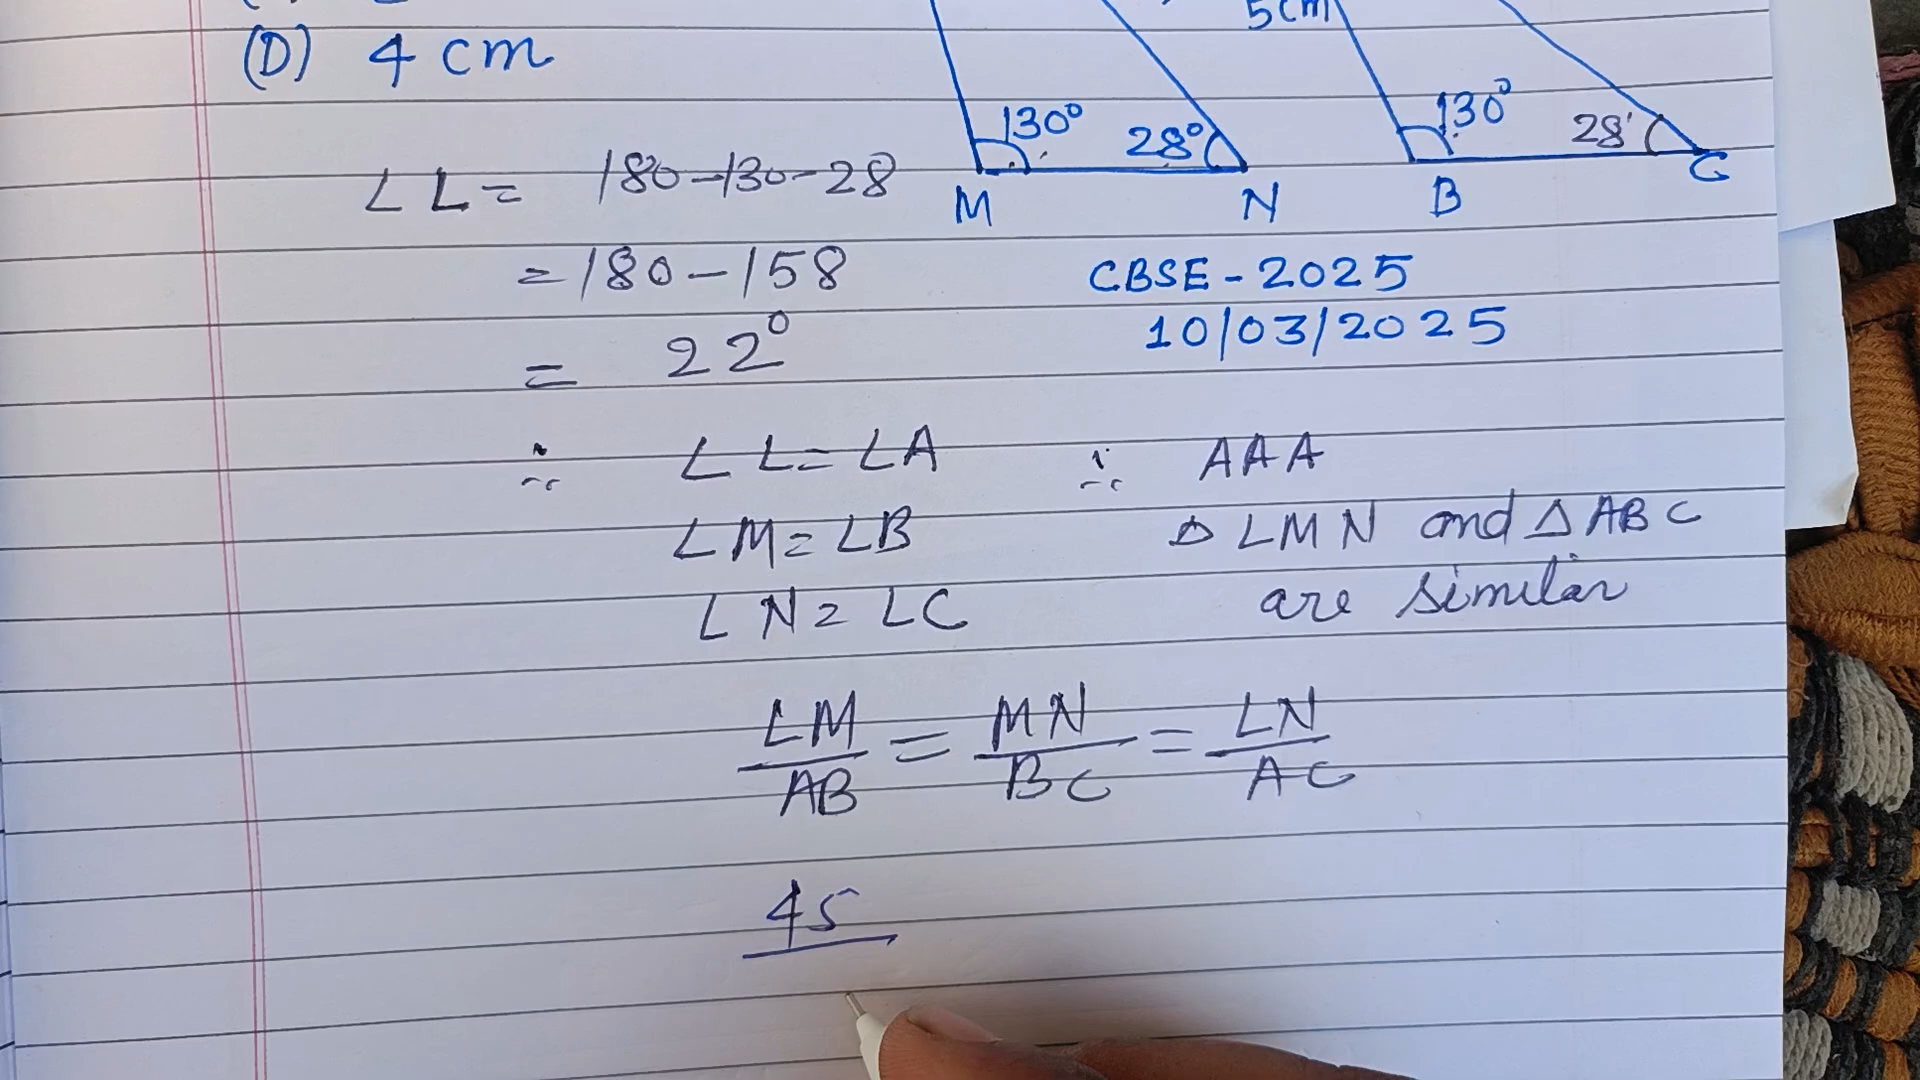 (D) 4 cm
5cm
130° 28°
130° 28'
M N B C
∠L = 180-130-28
= 180-158
= 22°
CBSE - 2025
10/03/2025
∴ ∠L = ∠A ∴ AAA
∠M = ∠B △LMN and △ABC
∠N = ∠C are similar
LM/AB = MN/BC = LN/AC
45